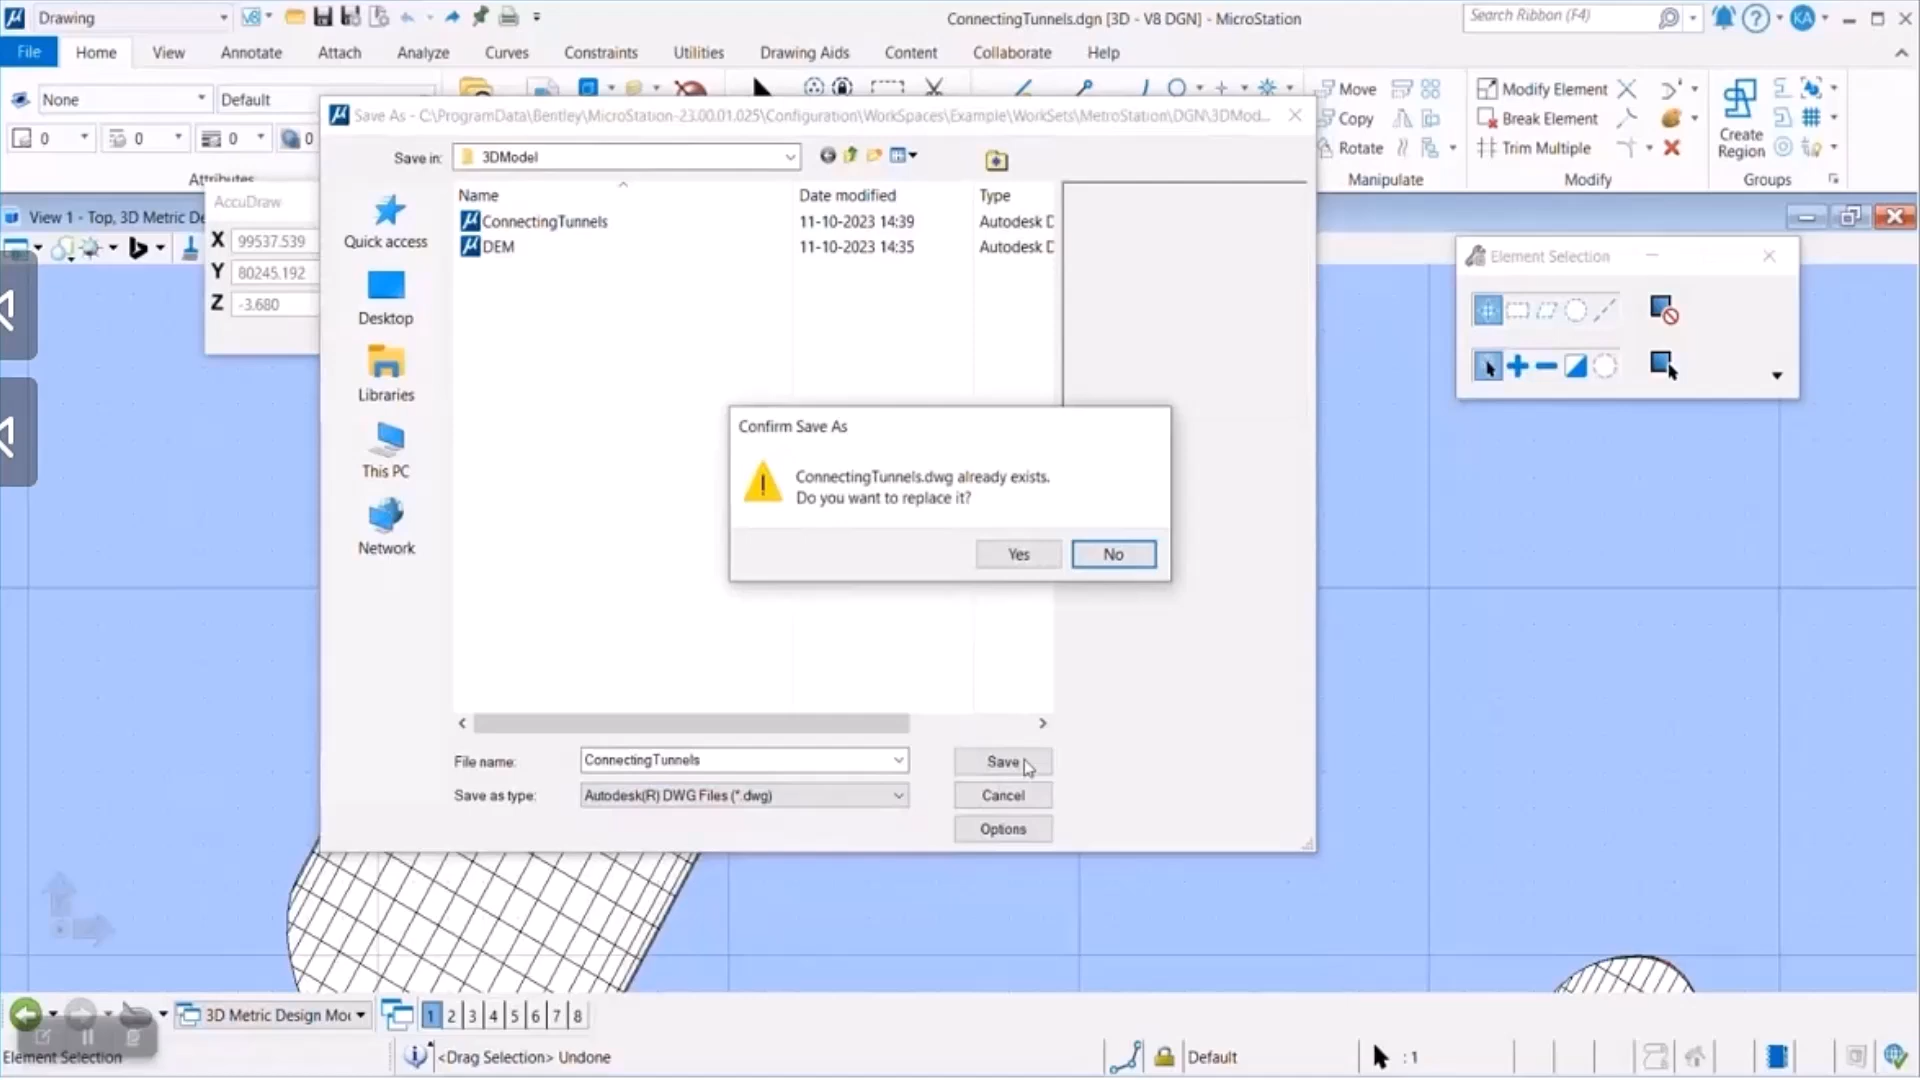 Drawing
ConnectingTunnels.dgn [3D - V8 DGN] - MicroStation
Search Ribbon (F4)
KA
File Home View Annotate Attach Analyze Curves Constraints Utilities Drawing Aids Content Collaborate Help
None
Default
0 0 0 0
Attributes
Move
Copy
Rotate
Manipulate
Modify Element
Break Element
Trim Multiple
Modify
Create
Region
Groups
Save As - C:\ProgramData\Bentley\MicroStation-23.00.01.025\Configuration\WorkSpaces\Example\WorkSets\MetroStation\DGN\3DMod...
Save in: 3DModel
Name Date modified Type
ConnectingTunnels 11-10-2023 14:39 Autodesk D
DEM 11-10-2023 14:35 Autodesk D
Quick access
Desktop
Libraries
This PC
Network
View 1 - Top, 3D Metric De
AccuDraw
X 99537.539
Y 80245.192
Z -3.680
Element Selection
Confirm Save As
ConnectingTunnels.dwg already exists.
Do you want to replace it?
Yes No
File name: ConnectingTunnels Save
Save as type: Autodesk(R) DWG Files (*.dwg) Cancel
Options
3D Metric Design Mo
1 2 3 4 5 6 7 8
Element Selection
<Drag Selection> Undone
Default
: 1